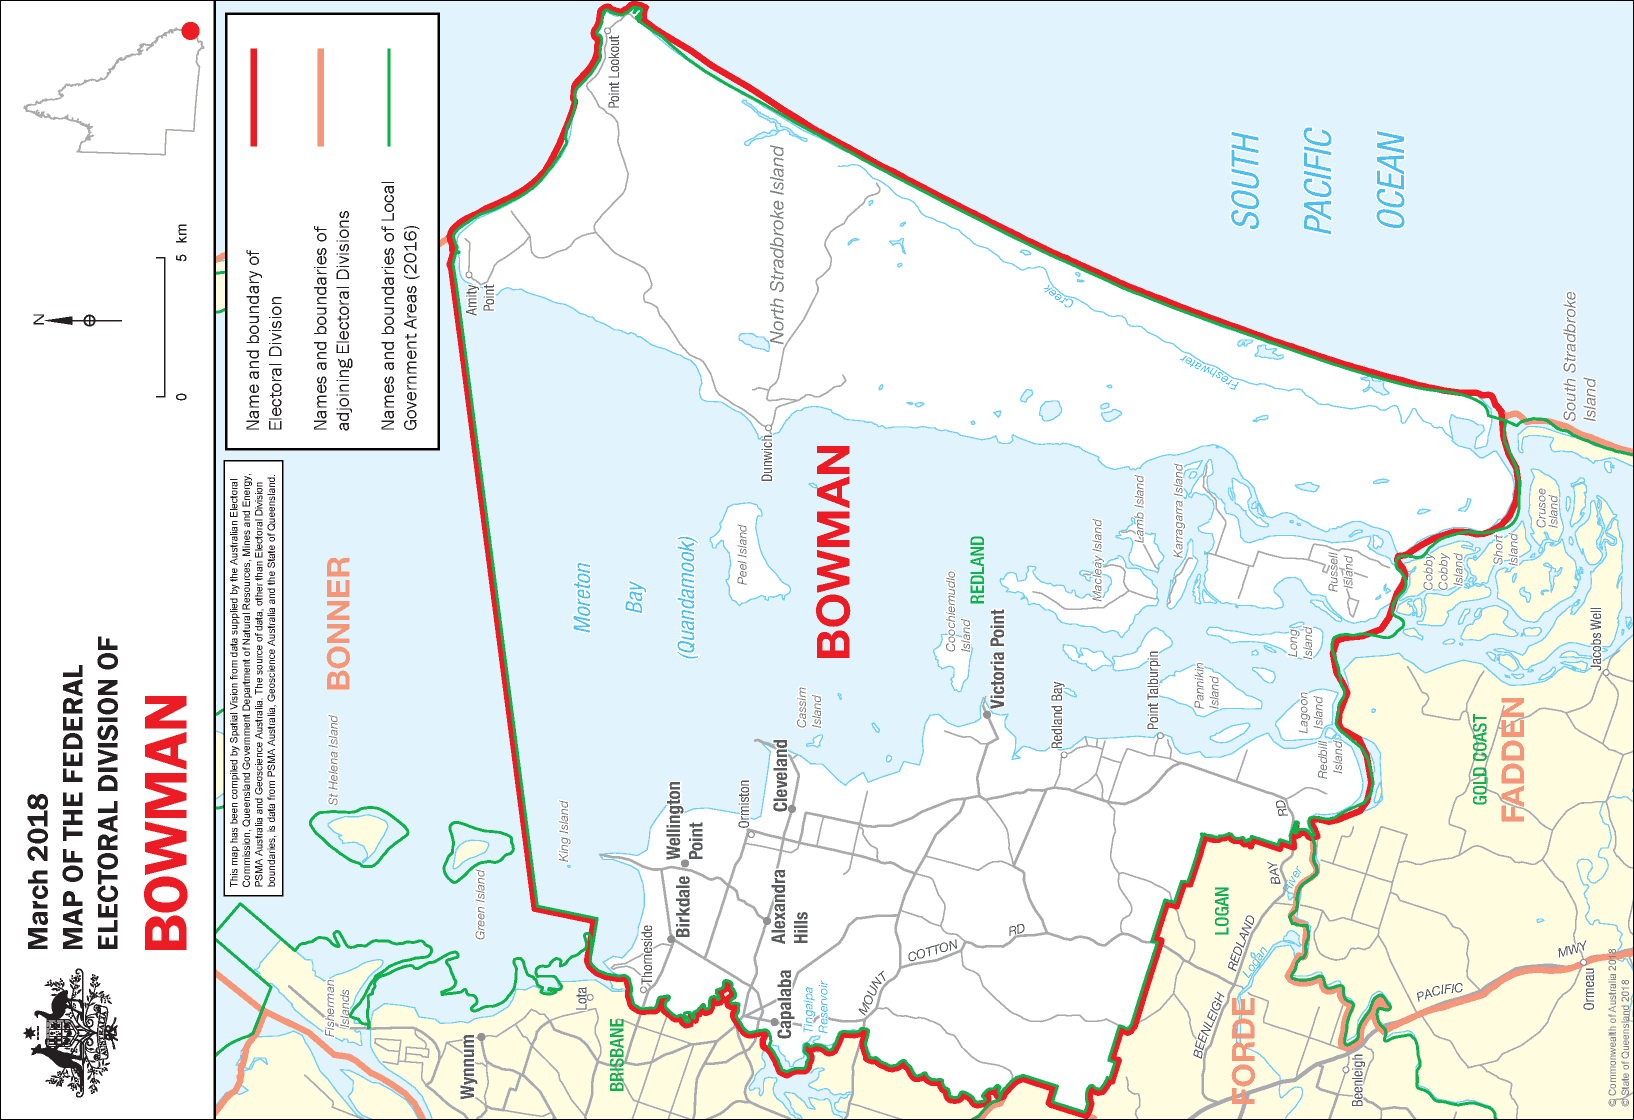 March 2018
MAP OF THE FEDERAL
ELECTORAL DIVISION OF
BOWMAN
N
0
5 km
This map has been compiled by Spatial Vision from data supplied by the Australian Electoral
Commission, Queensland Government Department of Natural Resources, Mines and Energy,
PSMA Australia and Geoscience Australia. The source of data, other than Electoral Division
boundaries, is data from PSMA Australia, Geoscience Australia and the State of Queensland.
Name and boundary of
Electoral Division
Names and boundaries of
adjoining Electoral Divisions
Names and boundaries of Local
Government Areas (2016)
BONNER
St Helena Island
Green Island
King Island
Fisherman
Islands
Wynnum
Lota
BRISBANE
Thorneside
Birkdale
Wellington
Point
Ormiston
Cleveland
Alexandra
Hills
Capalaba
Tingalpa
Reservoir
MOUNT
COTTON
RD
Moreton
Bay
(Quandamook)
Peel Island
Cassim
Island
BOWMAN
Amity
Point
Point Lookout
Dunwich
North Stradbroke Island
Freshwater
Creek
SOUTH
PACIFIC
OCEAN
REDLAND
Coochiemudlo
Island
Victoria Point
Redland Bay
Macleay Island
Lamb Island
Karragarra Island
Point Talburpin
Pannikin
Island
Long
Island
Russell
Island
Lagoon
Island
Redbill
Island
Cobby
Cobby
Island
Short
Island
Crusoe
Island
South Stradbroke
Island
Jacobs Well
GOLD COAST
FADDEN
LOGAN
BEENLEIGH
REDLAND
BAY
RD
Logan
River
FORDE
Beenleigh
PACIFIC
MWY
Ormeau
© Commonwealth of Australia 2018
© State of Queensland 2018